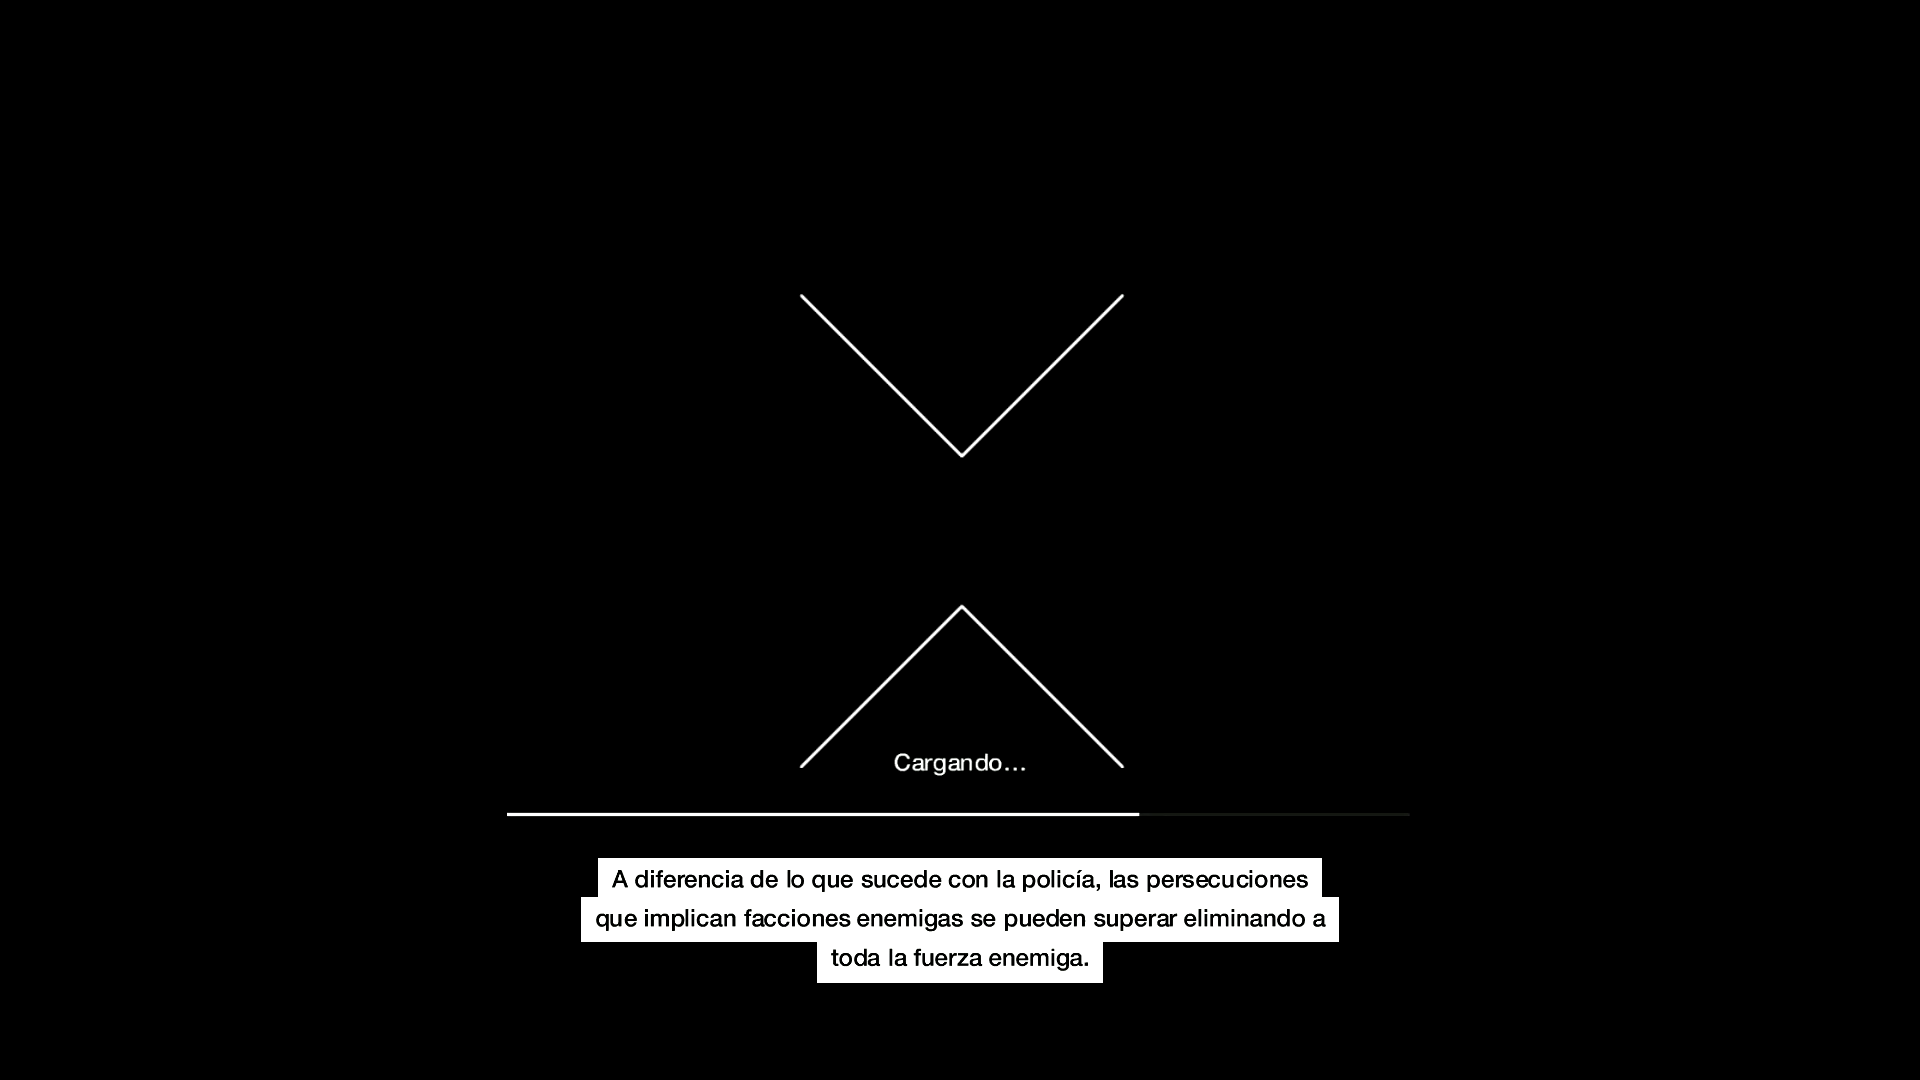 Cargando...
A diferencia de lo que sucede con la policía, las persecuciones
que implican facciones enemigas se pueden superar eliminando a
toda la fuerza enemiga.